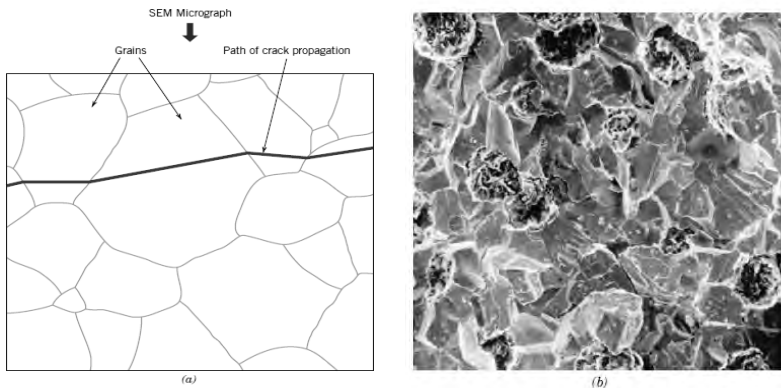 SEM Micrograph
Grains
Path of crack propagation
(a)
(b)